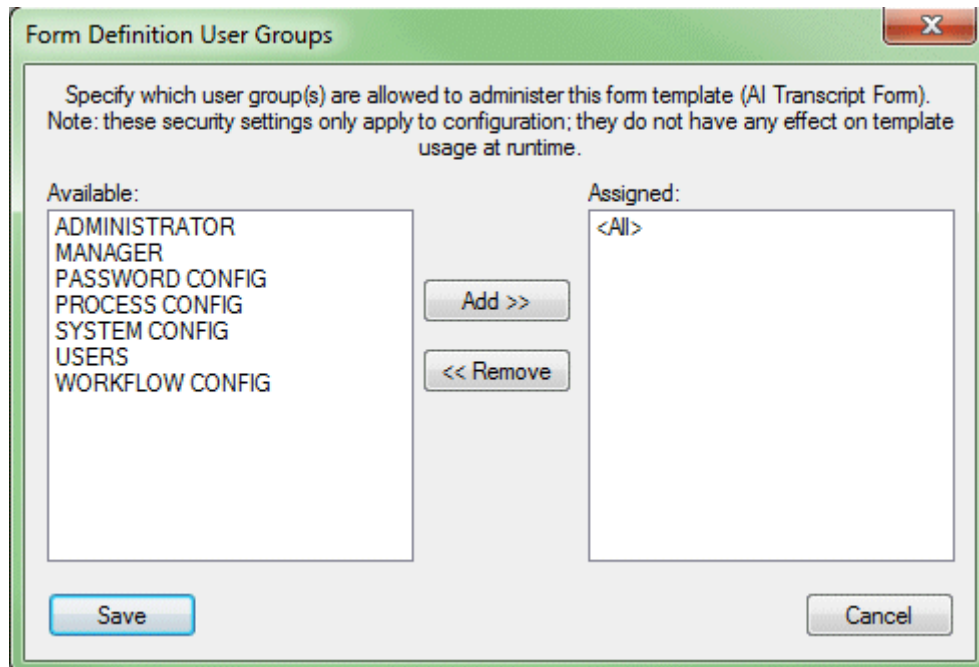 Form Definition User Groups
Specify which user group(s) are allowed to administer this form template (AI Transcript Form).
Note: these security settings only apply to configuration; they do not have any effect on template
usage at runtime.
Available:
ADMINISTRATOR
MANAGER
PASSWORD CONFIG
PROCESS CONFIG
SYSTEM CONFIG
USERS
WORKFLOW CONFIG
Add >>
<< Remove
Assigned:
<All>
Save
Cancel